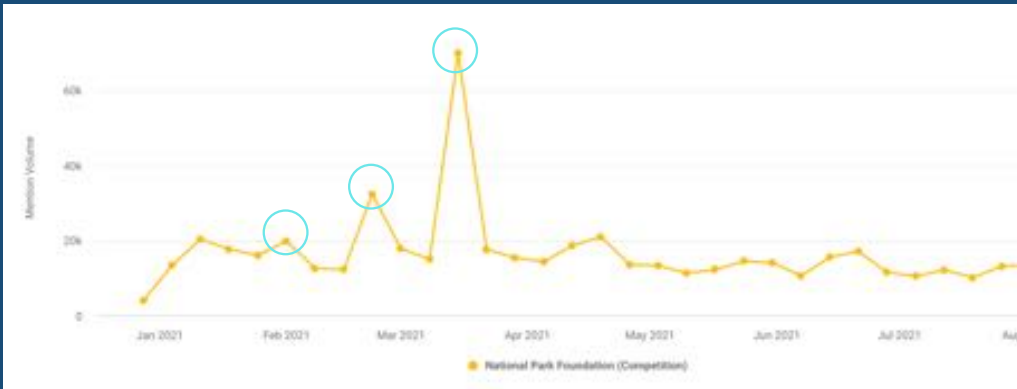 60k
40k
20k
0
Mention Volume
Jan 2021 Feb 2021 Mar 2021 Apr 2021 May 2021 Jun 2021 Jul 2021 Au
National Park Foundation (Competition)